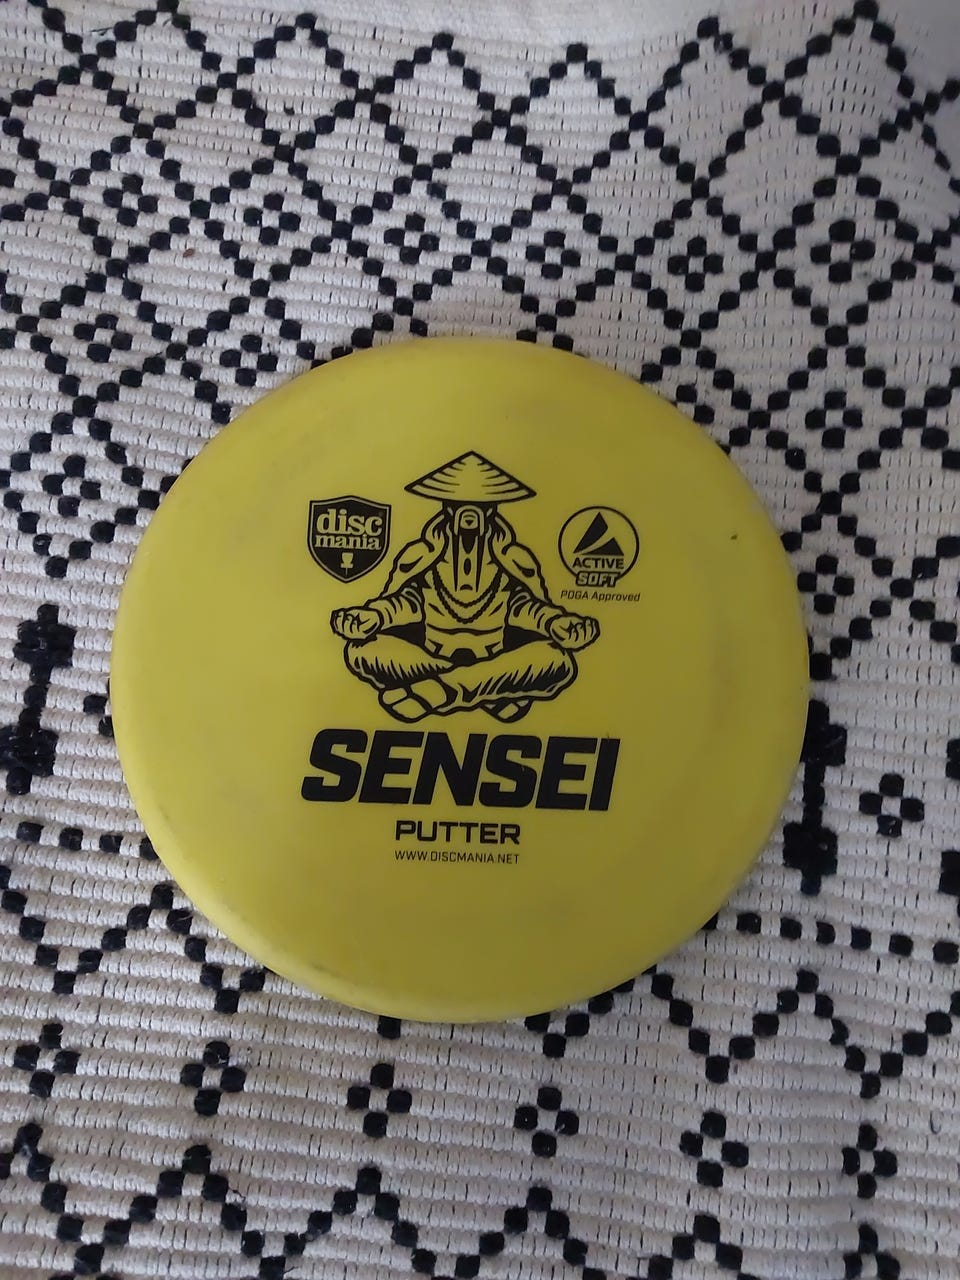 disc
mania
ACTIVE
SOFT
PDGA Approved
SENSEI
PUTTER
WWW.DISCMANIA.NET